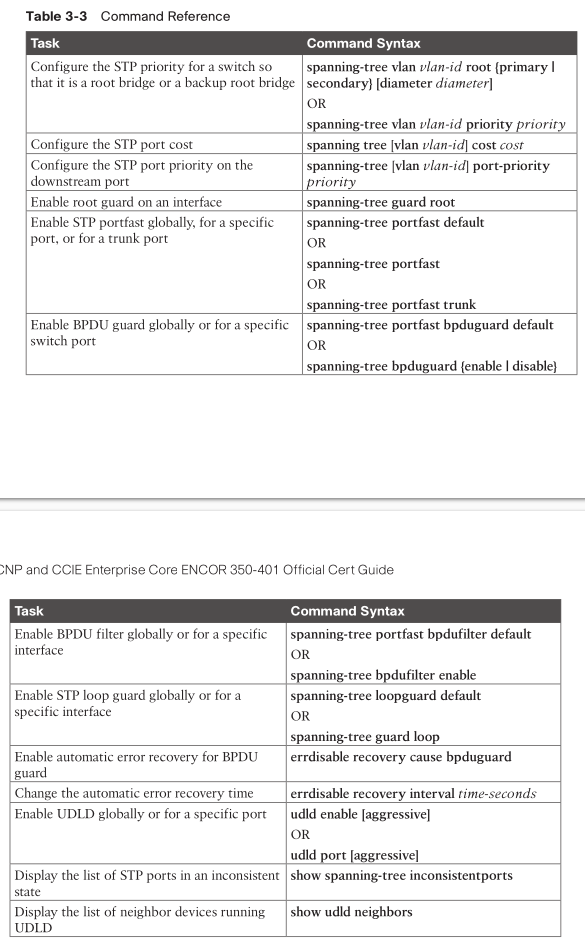 Table 3-3 Command Reference
Task Command Syntax
Configure the STP priority for a switch so spanning-tree vlan vlan-id root {primary |
that it is a root bridge or a backup root bridge secondary} [diameter diameter]
OR
spanning-tree vlan vlan-id priority priority
Configure the STP port cost spanning tree [vlan vlan-id] cost cost
Configure the STP port priority on the spanning-tree [vlan vlan-id] port-priority
downstream port priority
Enable root guard on an interface spanning-tree guard root
Enable STP portfast globally, for a specific spanning-tree portfast default
port, or for a trunk port OR
spanning-tree portfast
OR
spanning-tree portfast trunk
Enable BPDU guard globally or for a specific spanning-tree portfast bpduguard default
switch port OR
spanning-tree bpduguard {enable | disable}
CNP and CCIE Enterprise Core ENCOR 350-401 Official Cert Guide
Task Command Syntax
Enable BPDU filter globally or for a specific spanning-tree portfast bpdufilter default
interface OR
spanning-tree bpdufilter enable
Enable STP loop guard globally or for a spanning-tree loopguard default
specific interface OR
spanning-tree guard loop
Enable automatic error recovery for BPDU errdisable recovery cause bpduguard
guard
Change the automatic error recovery time errdisable recovery interval time-seconds
Enable UDLD globally or for a specific port udld enable [aggressive]
OR
udld port [aggressive]
Display the list of STP ports in an inconsistent show spanning-tree inconsistentports
state
Display the list of neighbor devices running show udld neighbors
UDLD